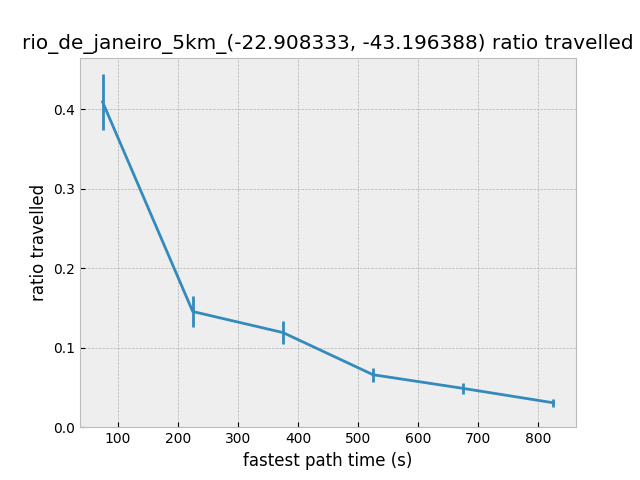 rio_de_janeiro_5km_(-22.908333, -43.196388) ratio travelled
ratio travelled
0.4
0.3
0.2
0.1
0.0
100 200 300 400 500 600 700 800
fastest path time (s)